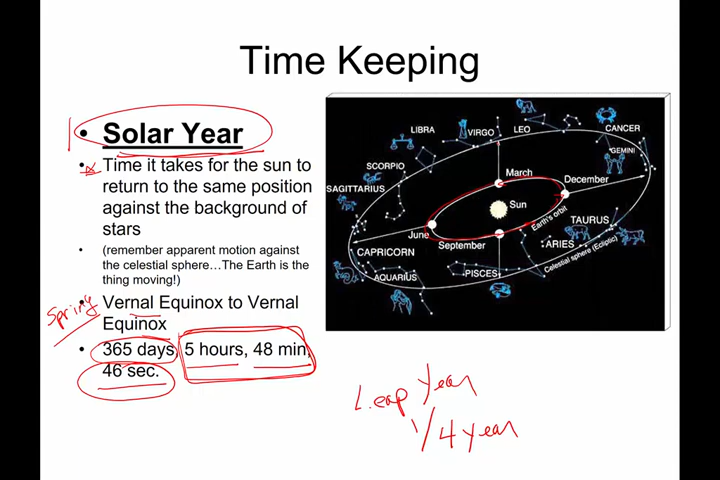 Time Keeping
• Solar Year
• Time it takes for the sun to
return to the same position
against the background of
stars
• (remember apparent motion against
the celestial sphere...The Earth is the
thing moving!)
Spring
• Vernal Equinox to Vernal
Equinox
• 365 days, 5 hours, 48 min,
46 sec.
LIBRA
VIRGO
LEO
CANCER
GEMINI
SCORPIO
SAGITTARIUS
March
December
Sun
Earth's orbit
TAURUS
June
September
ARIES
CAPRICORN
AQUARIUS
PISCES
Celestial sphere (Ecliptic)
Leap Year
1/4 year